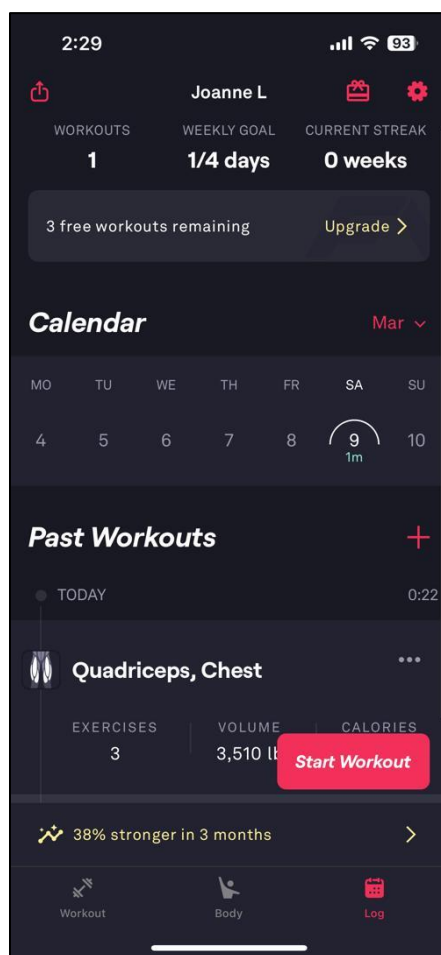 2:29 93
Joanne L
WORKOUTS WEEKLY GOAL CURRENT STREAK
1 1/4 days 0 weeks
3 free workouts remaining Upgrade
Calendar Mar
MO TU WE TH FR SA SU
4 5 6 7 8 9 10
1m
Past Workouts
TODAY 0:22
Quadriceps, Chest
EXERCISES VOLUME CALORIES
3 3,510 Start Workout
38% stronger in 3 months
Workout Body Log